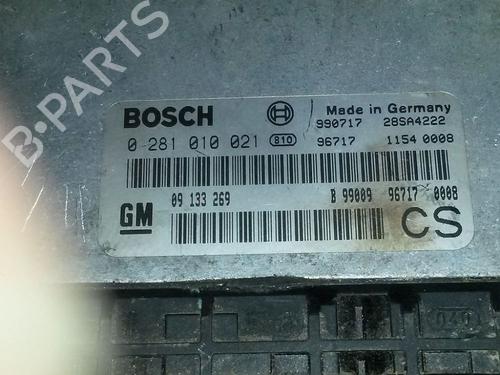 B-PARTS
BOSCH Made in Germany
990717 28SA4222
0 281 010 021 810 96717 1154 0008
09 133 269 B 99009 96717 0008
GM CS